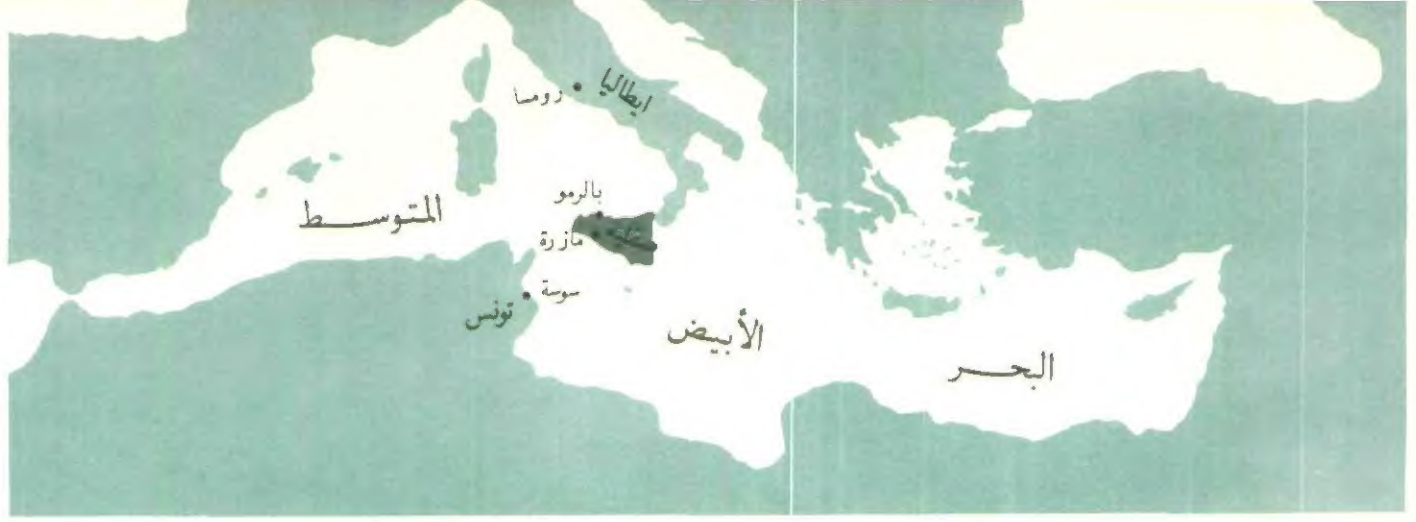 ايطاليا
روما
بالرمو
مازرة
سوسة
تونس
البحر
الأبيض
المتوسط